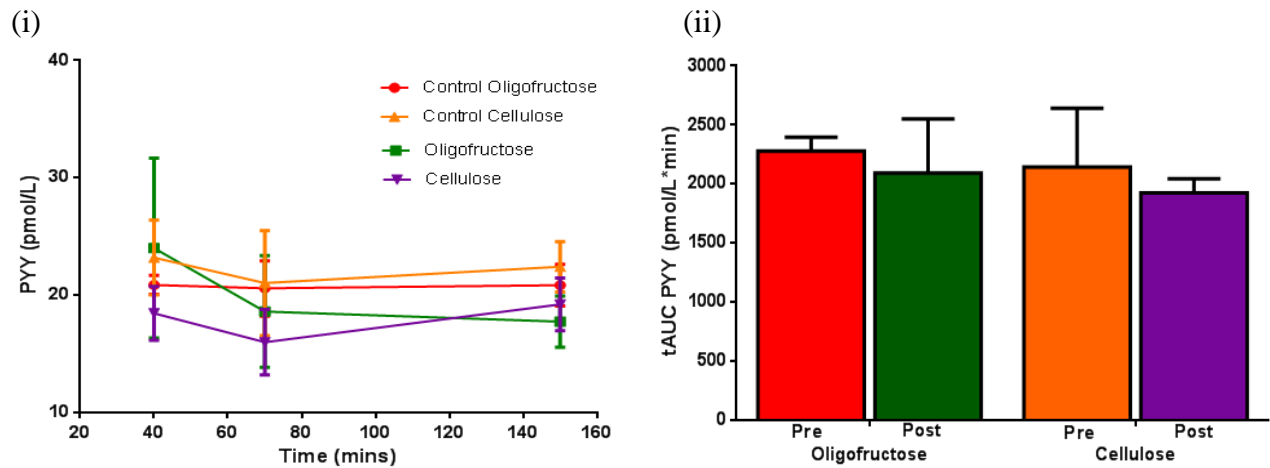 (i)
40
30
20
10
PYY (pmol/L)
20 40 60 80 100 120 140 160
Time (mins)
Control Oligofructose
Control Cellulose
Oligofructose
Cellulose
(ii)
3000
2500
2000
1500
1000
500
0
tAUC PYY (pmol/L*min)
Pre Post Pre Post
Oligofructose Cellulose